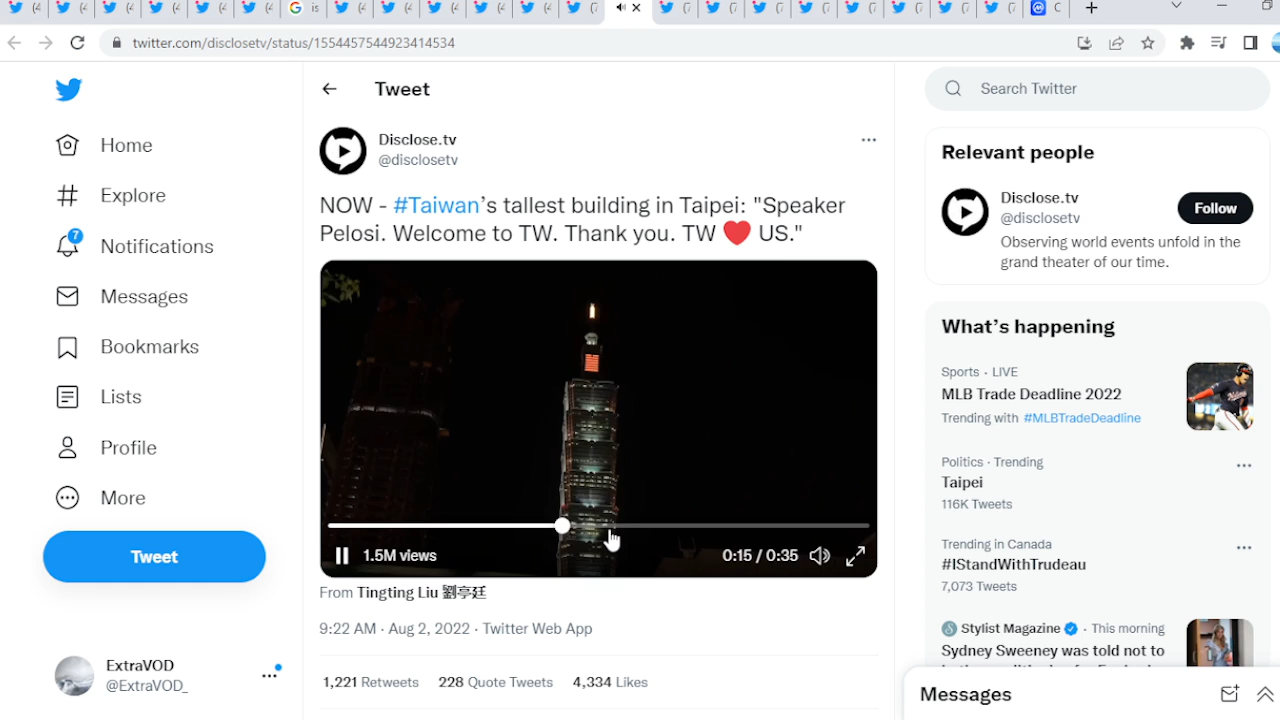 twitter.com/disclosetv/status/1554457544923414534
Home
Explore
7
Notifications
Messages
Bookmarks
Lists
Profile
More
Tweet
ExtraVOD
@ExtraVOD_
Tweet
Disclose.tv
@disclosetv
NOW - #Taiwan’s tallest building in Taipei: "Speaker
Pelosi. Welcome to TW. Thank you. TW ❤ US."
1.5M views
0:15 / 0:35
From Tingting Liu 劉亭廷
9:22 AM · Aug 2, 2022 · Twitter Web App
1,221 Retweets 228 Quote Tweets 4,334 Likes
Search Twitter
Relevant people
Disclose.tv
@disclosetv
Follow
Observing world events unfold in the
grand theater of our time.
What’s happening
Sports · LIVE
MLB Trade Deadline 2022
Trending with #MLBTradeDeadline
Politics · Trending
Taipei
116K Tweets
Trending in Canada
#IStandWithTrudeau
7,073 Tweets
Stylist Magazine · This morning
Sydney Sweeney was told not to
Messages